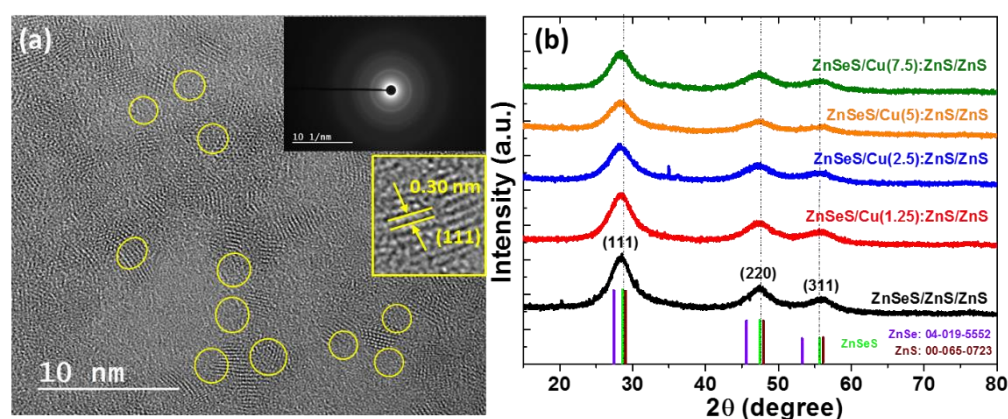 (a)
10 1/nm
0.30 nm
(111)
10 nm
(b)
Intensity (a.u.)
ZnSeS/Cu(7.5):ZnS/ZnS
ZnSeS/Cu(5):ZnS/ZnS
ZnSeS/Cu(2.5):ZnS/ZnS
ZnSeS/Cu(1.25):ZnS/ZnS
(111)
(220)
(311)
ZnSeS/ZnS/ZnS
ZnSe: 04-019-5552
ZnSeS
ZnS: 00-065-0723
20 30 40 50 60 70 80
2θ (degree)